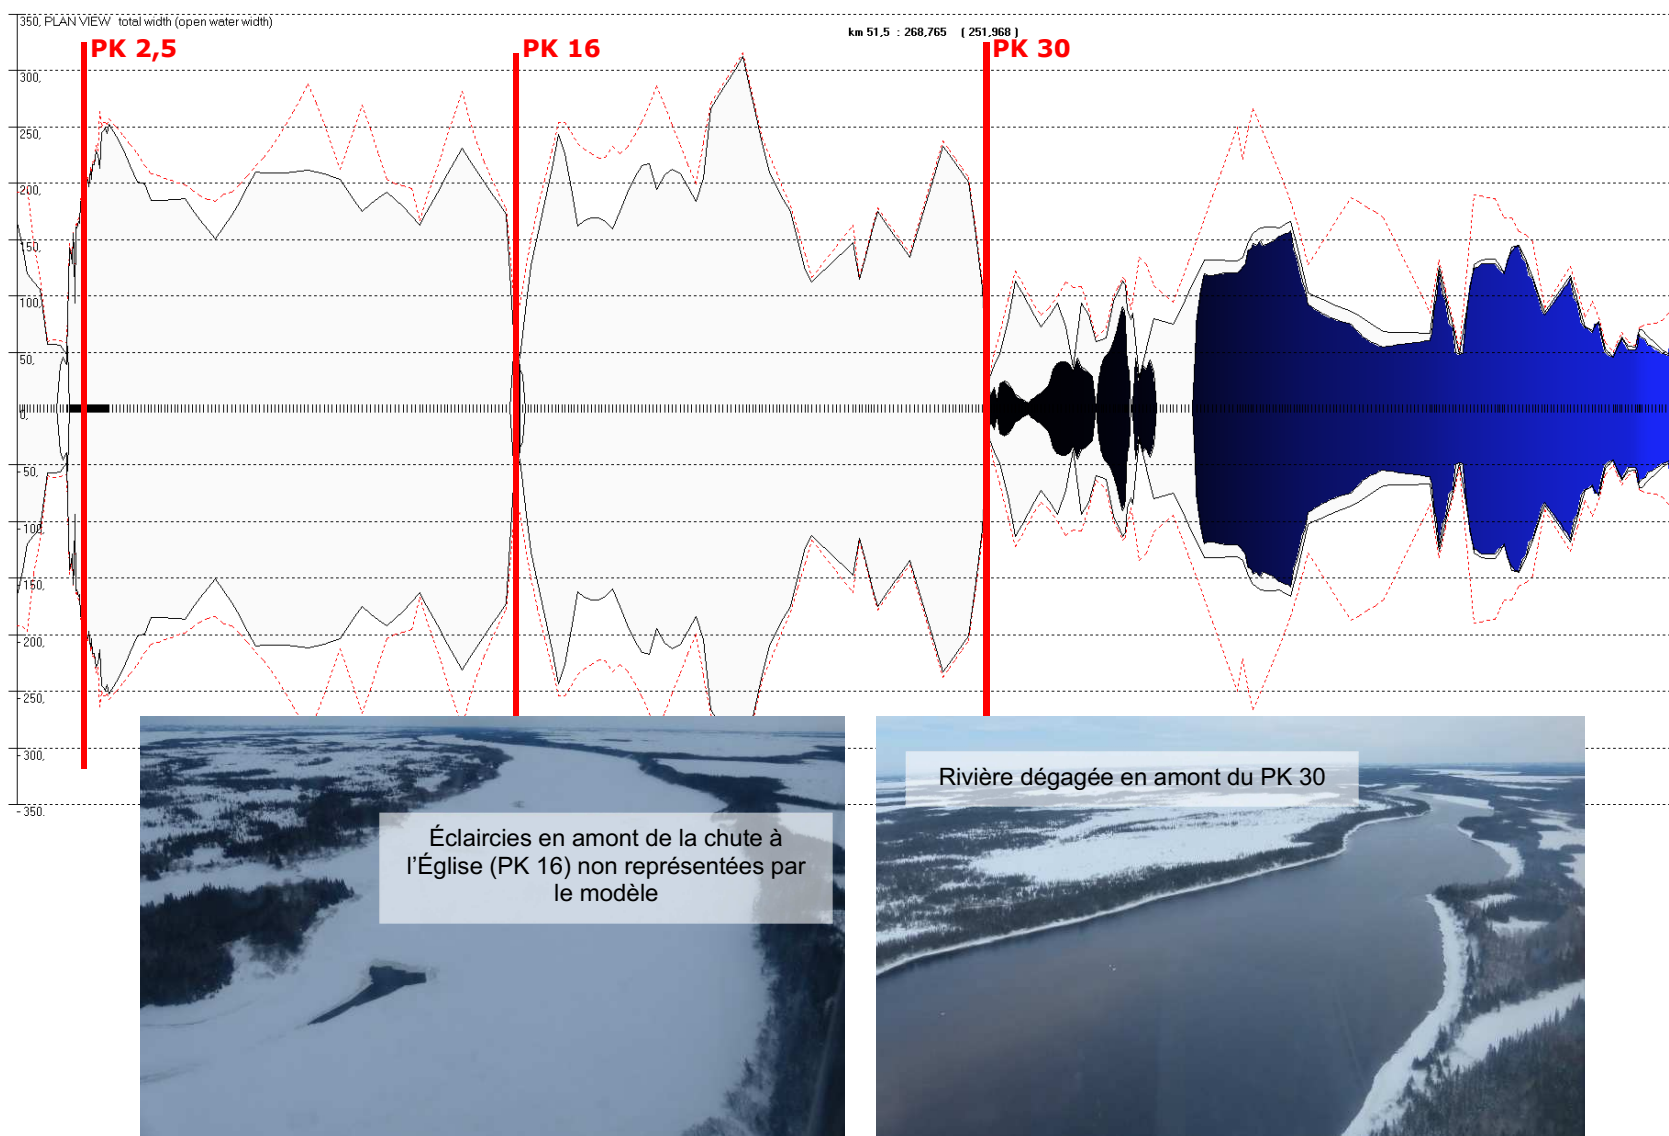 350, PLAN VIEW total width (open water width)
km 51,5 : 268,765 ( 251,968 )
PK 2,5
PK 16
PK 30
300,
250,
200,
150,
100,
50,
0,
- 50,
- 100,
- 150,
- 200,
- 250,
- 300,
- 350.
Éclaircies en amont de la chute à
l'Église (PK 16) non représentées par
le modèle
Rivière dégagée en amont du PK 30